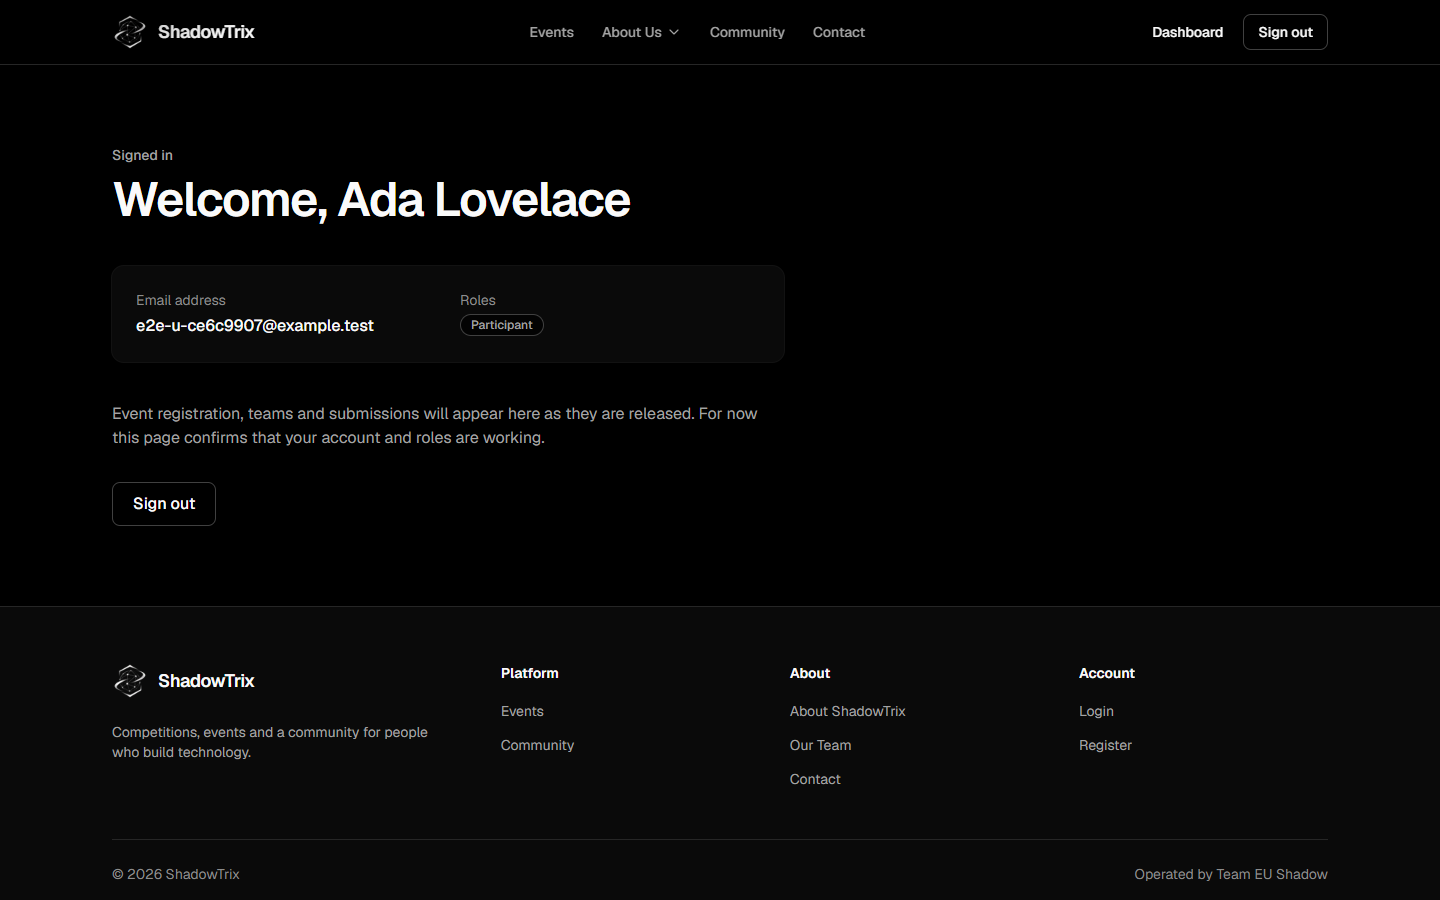 ShadowTrix
Events
About Us
Community
Contact
Dashboard
Sign out
Signed in
Welcome, Ada Lovelace
Email address
e2e-u-ce6c9907@example.test
Roles
Participant
Event registration, teams and submissions will appear here as they are released. For now
this page confirms that your account and roles are working.
Sign out
ShadowTrix
Competitions, events and a community for people
who build technology.
Platform
Events
Community
About
About ShadowTrix
Our Team
Contact
Account
Login
Register
© 2026 ShadowTrix
Operated by Team EU Shadow